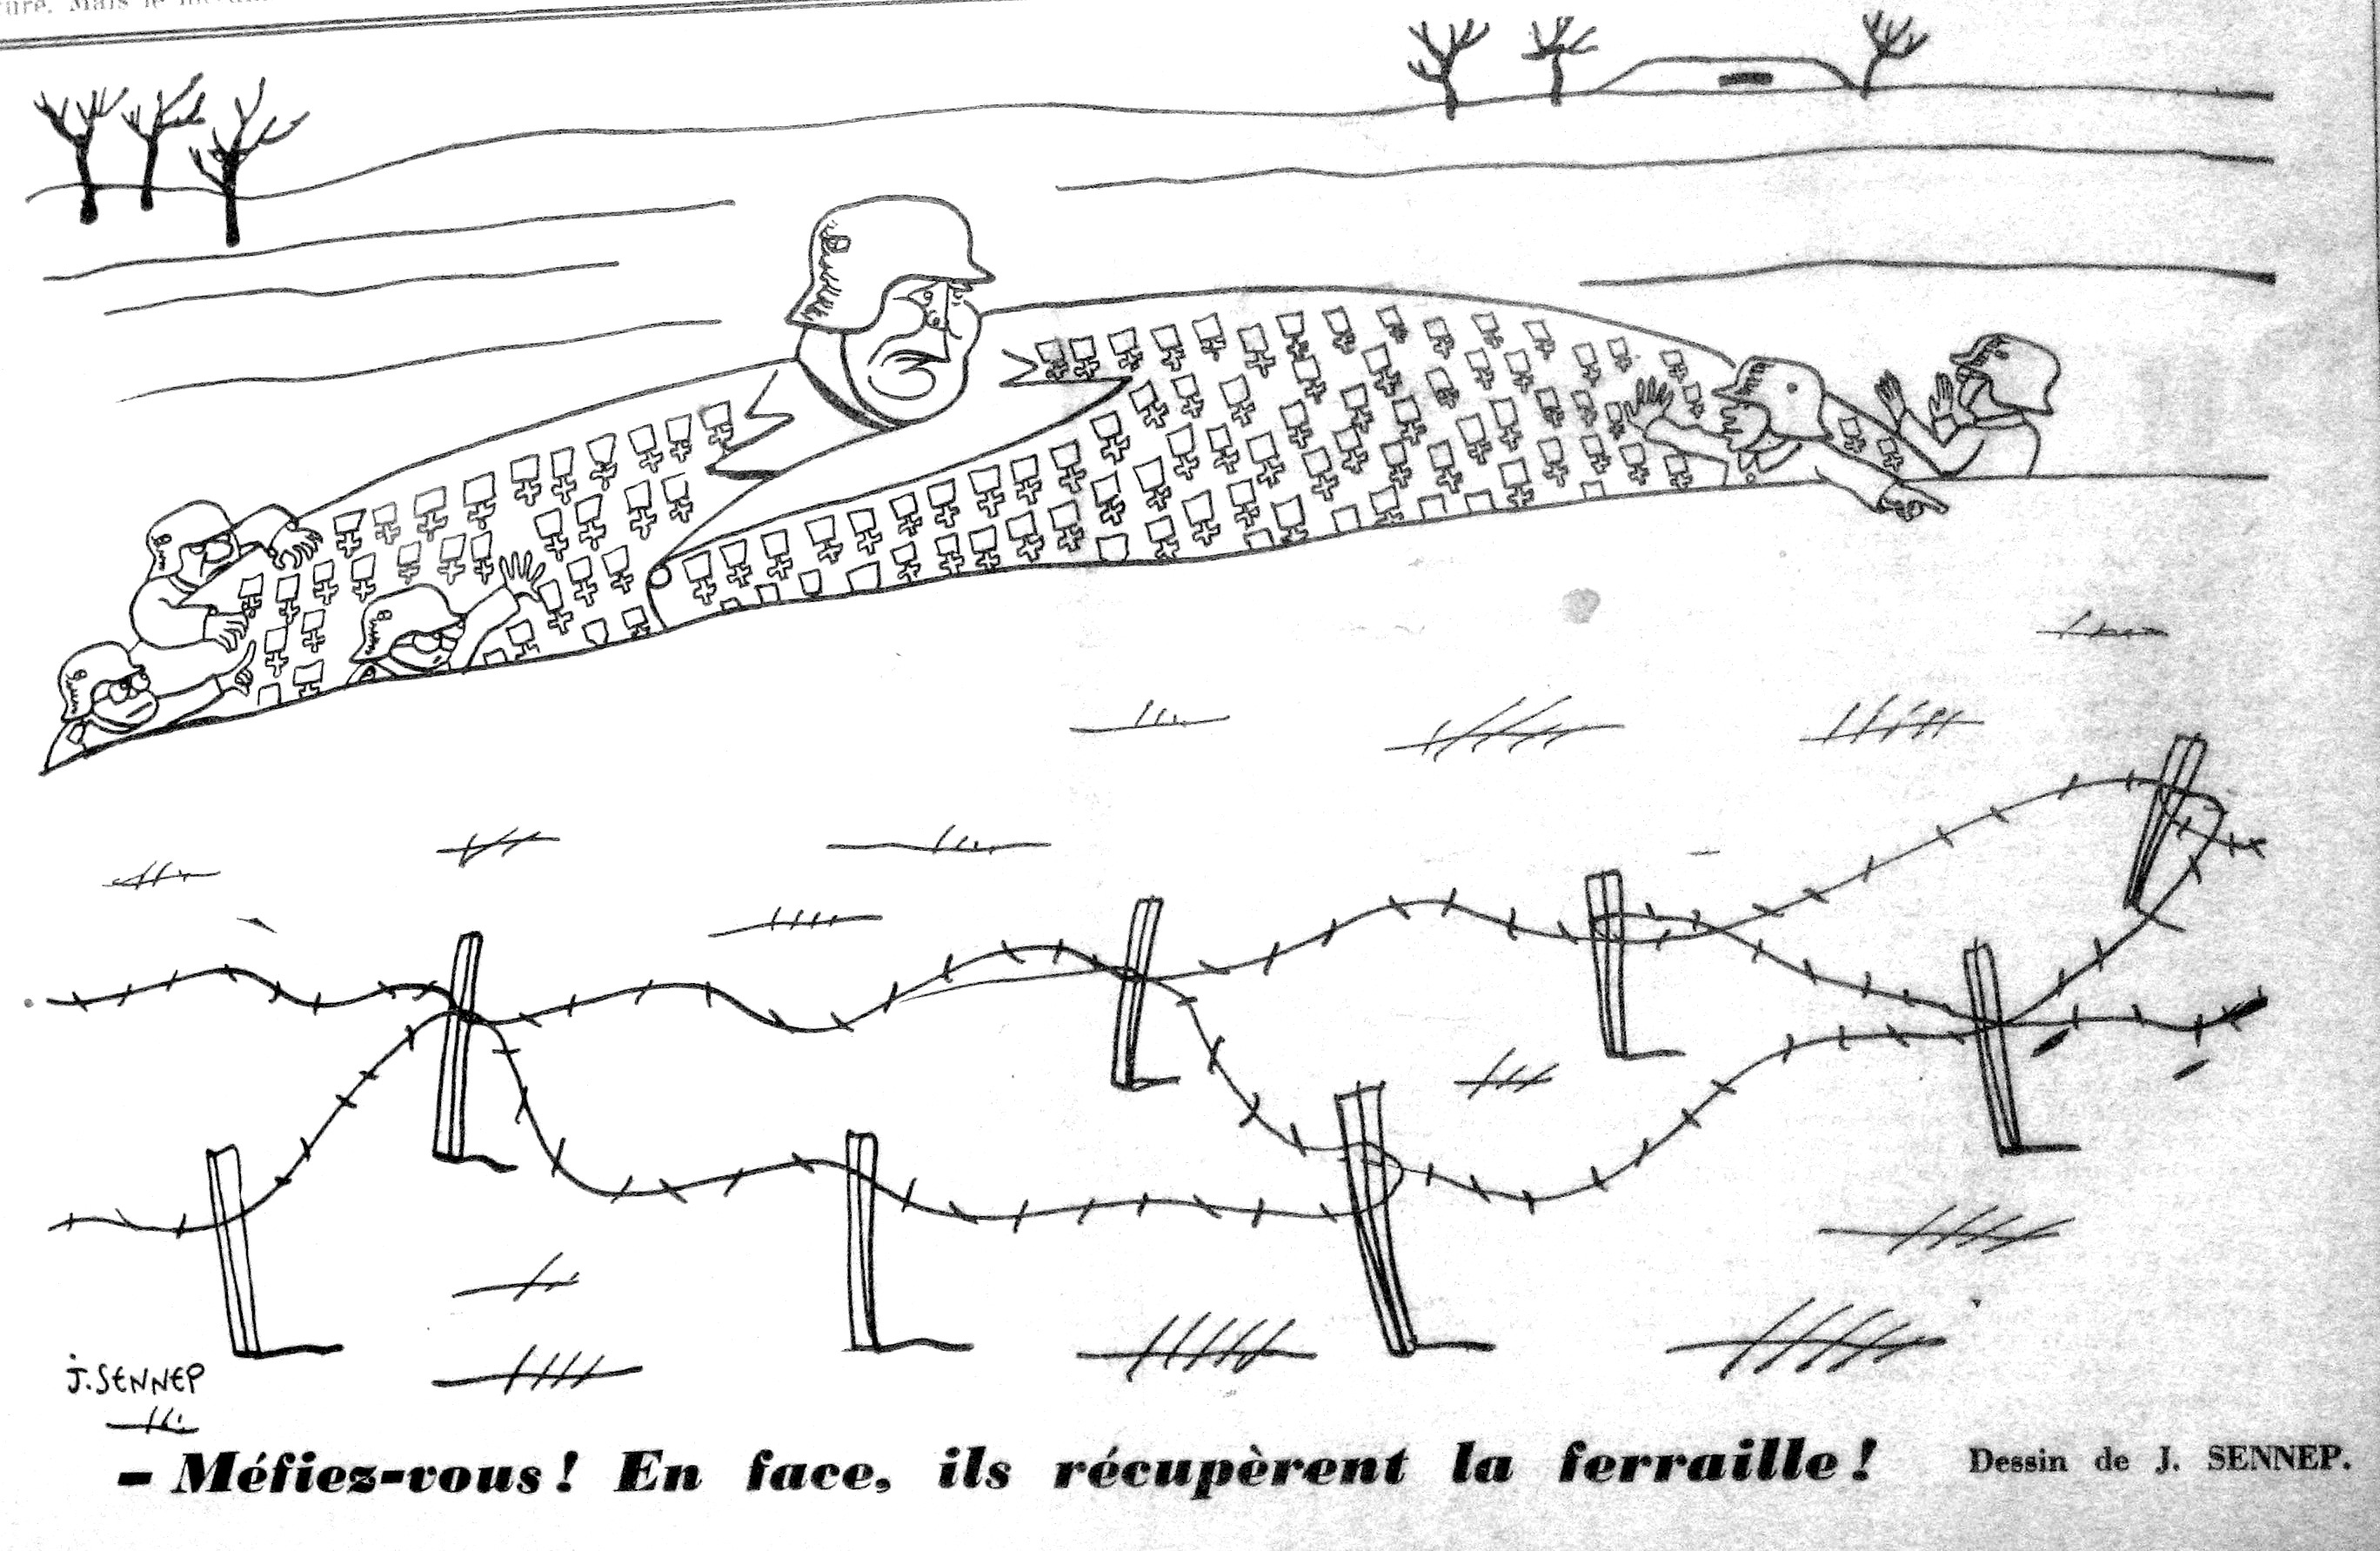 J. SENNEP
- Méfiez-vous ! En face, ils récupèrent la ferraille ! Dessin de J. SENNEP.